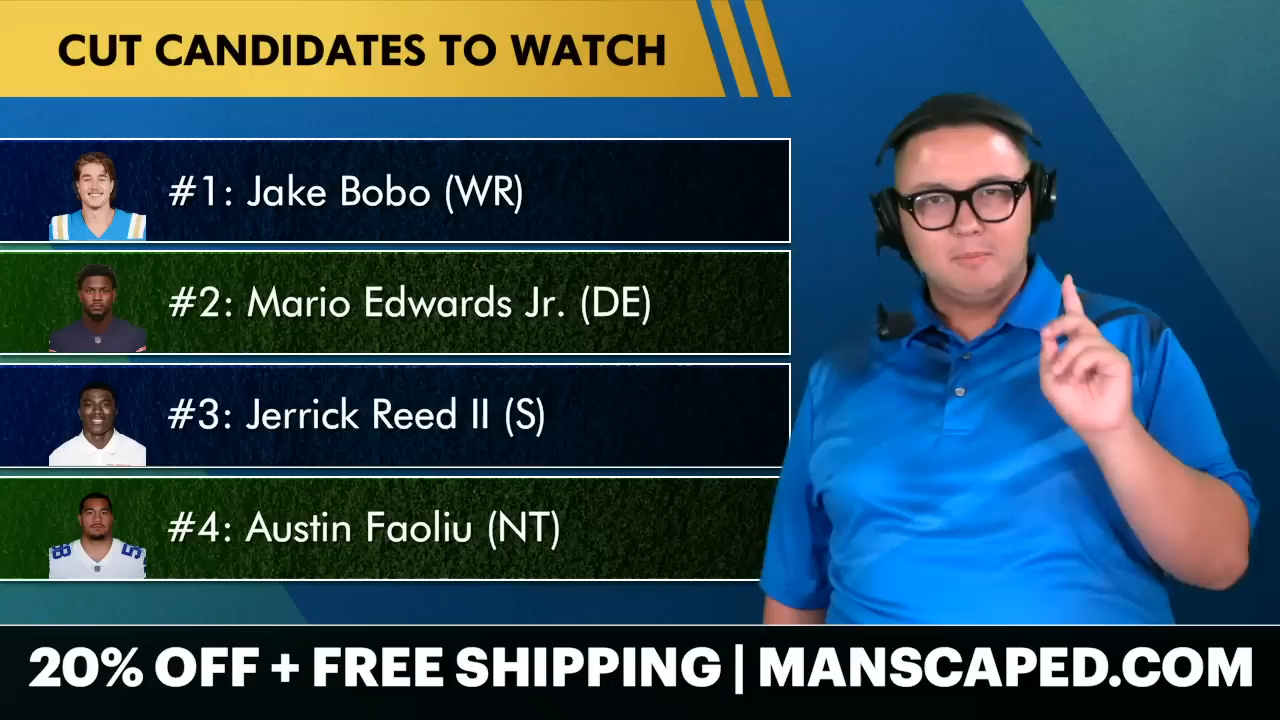 CUT CANDIDATES TO WATCH
#1: Jake Bobo (WR)
#2: Mario Edwards Jr. (DE)
#3: Jerrick Reed II (S)
#4: Austin Faoliu (NT)
20% OFF + FREE SHIPPING | MANSCAPED.COM